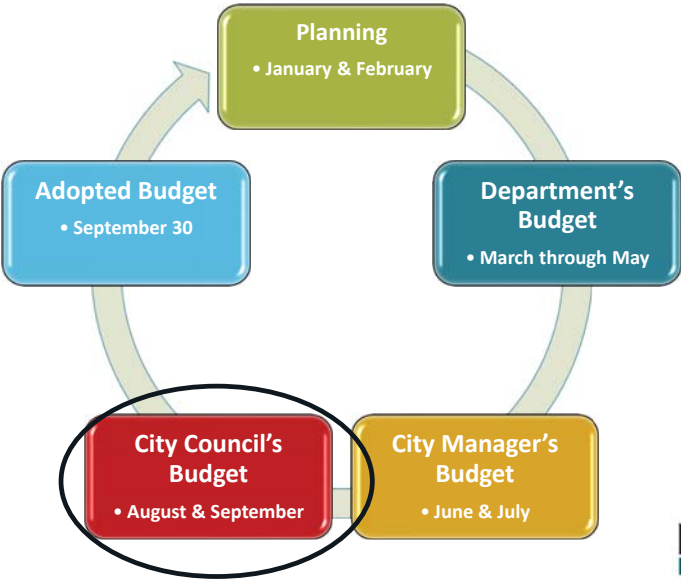 Planning
• January & February
Department's
Budget
• March through May
City Manager's
Budget
• June & July
City Council's
Budget
• August & September
Adopted Budget
• September 30